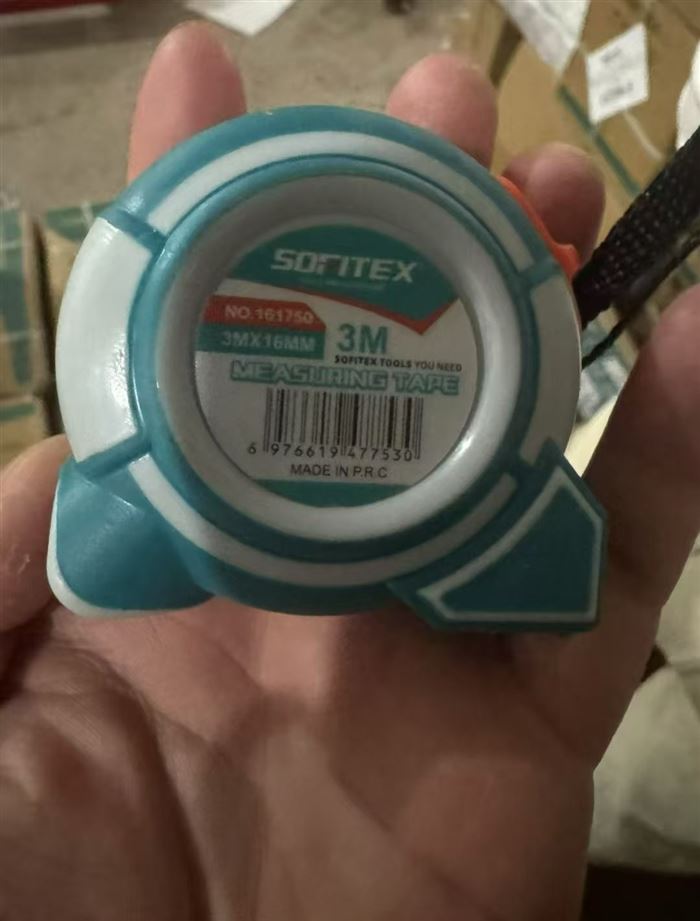 SOFITEX
NO.161750
3MX16MM
3M
SOFITEX TOOLS YOU NEED
MEASURING TAPE
6 976619 477530
MADE IN P.R.C